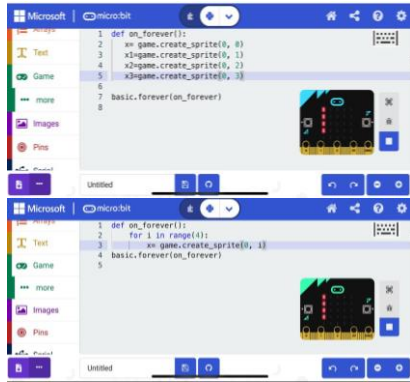 Microsoft micro:bit
Arrays
Text
Game
more
Images
Pins
Serial
1 def on_forever():
2 x= game.create_sprite(0, 0)
3 x1=game.create_sprite(0, 1)
4 x2=game.create_sprite(0, 2)
5 x3=game.create_sprite(0, 3)
6
7 basic.forever(on_forever)
8
Untitled
Microsoft micro:bit
Arrays
Text
Game
more
Images
Pins
1 def on_forever():
2 for i in range(4):
3 x= game.create_sprite(0, i)
4 basic.forever(on_forever)
5
Untitled